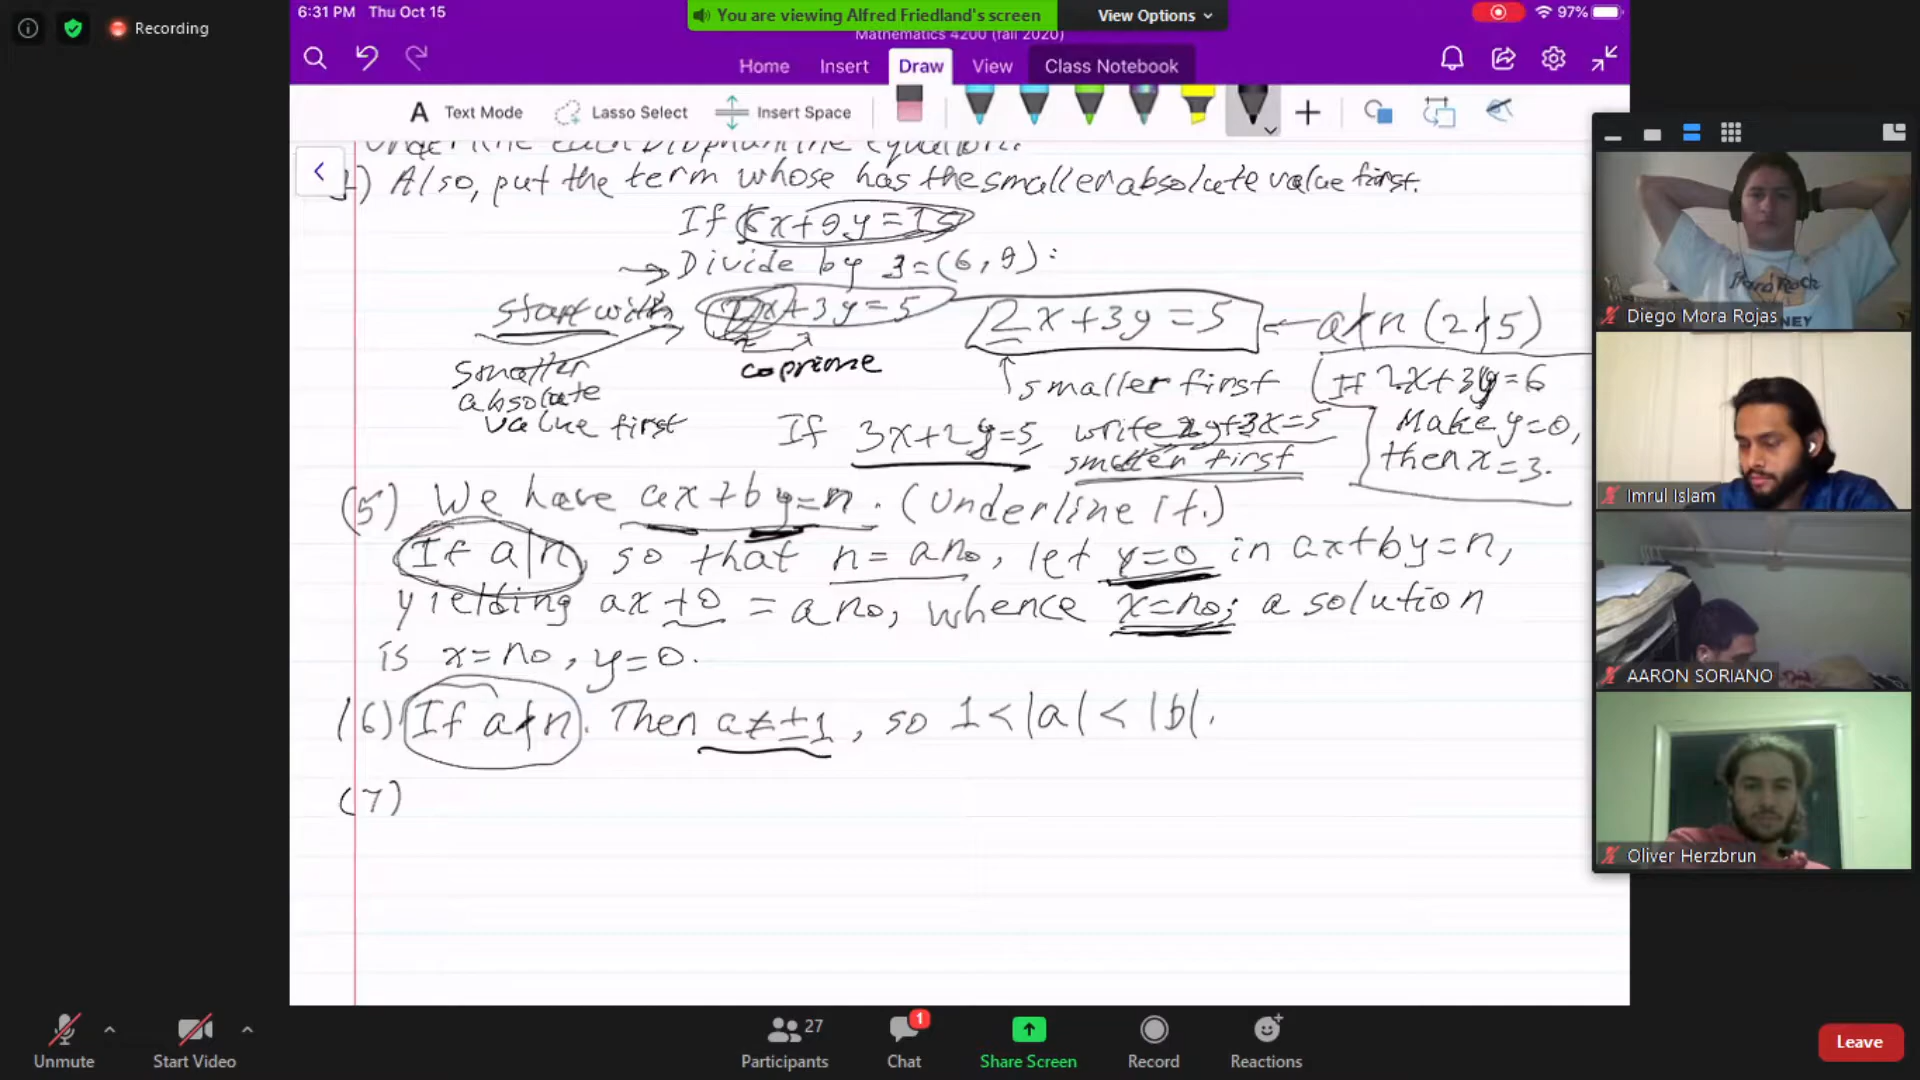 6:31 PM Thu Oct 15
You are viewing Alfred Friedland's screen
View Options
97%
Recording
Mathematics 4200 (fall 2020)
Home Insert Draw View Class Notebook
Text Mode Lasso Select Insert Space
Underline each Diophantine equation.
) Also, put the term whose has the smaller absolute value first.
If 6x+9y=15
→ Divide by 3=(6,9):
start with 2x+3y=5 2x+3y=5 ← a∤n (2∤5)
smaller absolute value first
coprime
↑ smaller first
(If 2x+3y=6
Make y=0,
then x=3.
If 3x+2y=5 write 2y+3x=5
smaller first
(5) We have ax+by=n. (Underline it.)
If a|n, so that n=an₀, let y=0 in ax+by=n,
yielding ax+0=an₀, whence x=n₀; a solution
is x=n₀, y=0.
(6) If a∤n. Then a≠±1, so 1<|a|<|b|.
(7)
Diego Mora Rojas
Imrul Islam
AARON SORIANO
Oliver Herzbrun
Unmute
Start Video
27
Participants
1
Chat
Share Screen
Record
Reactions
Leave